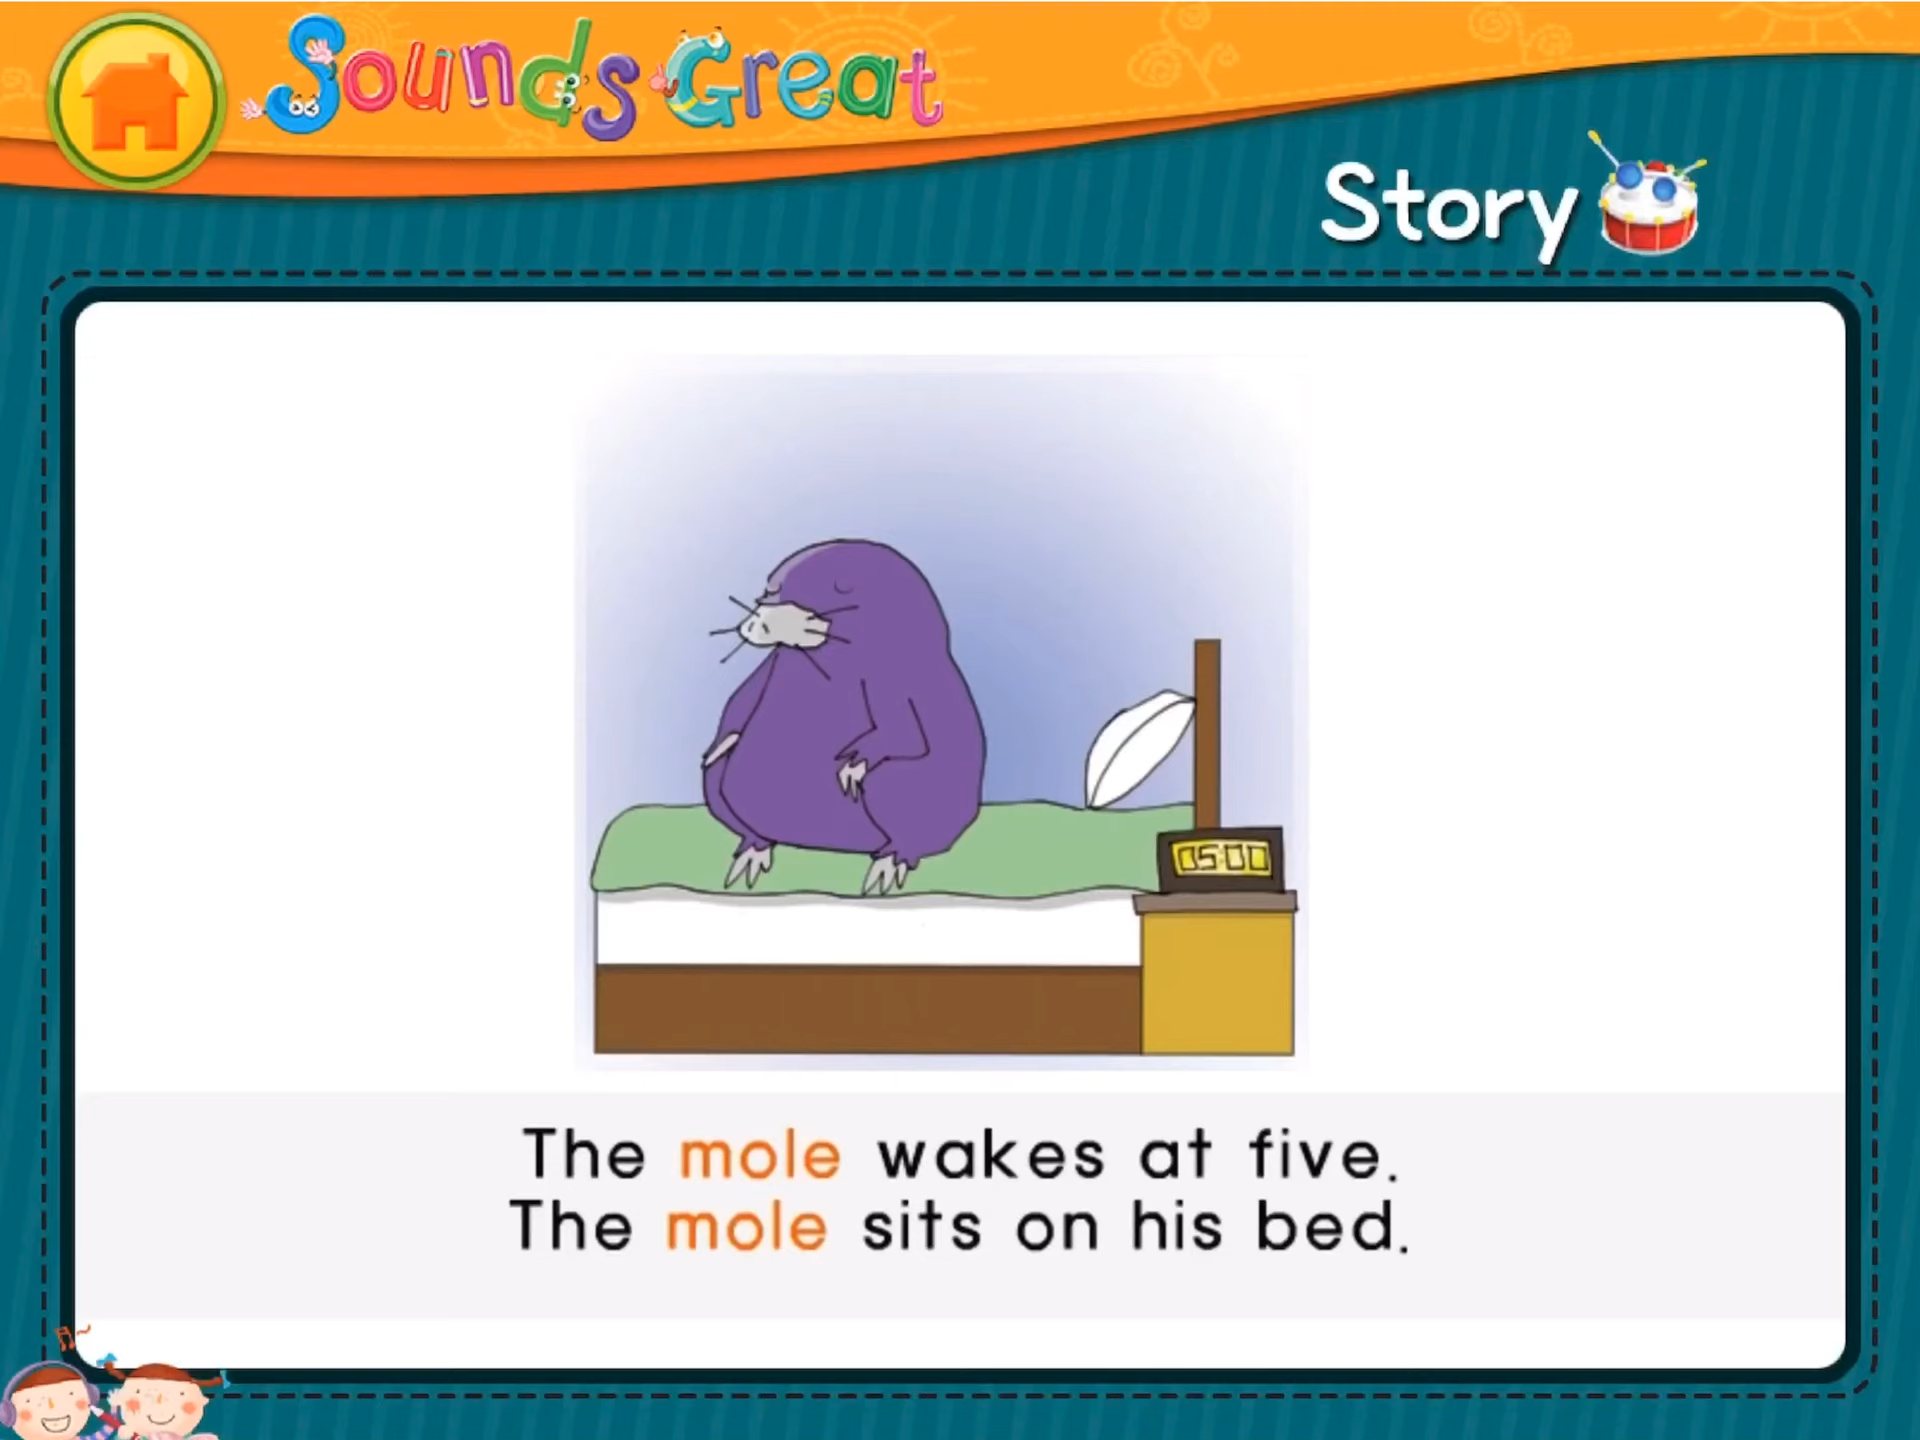 Sounds Great
Story
05:00
The mole wakes at five.
The mole sits on his bed.